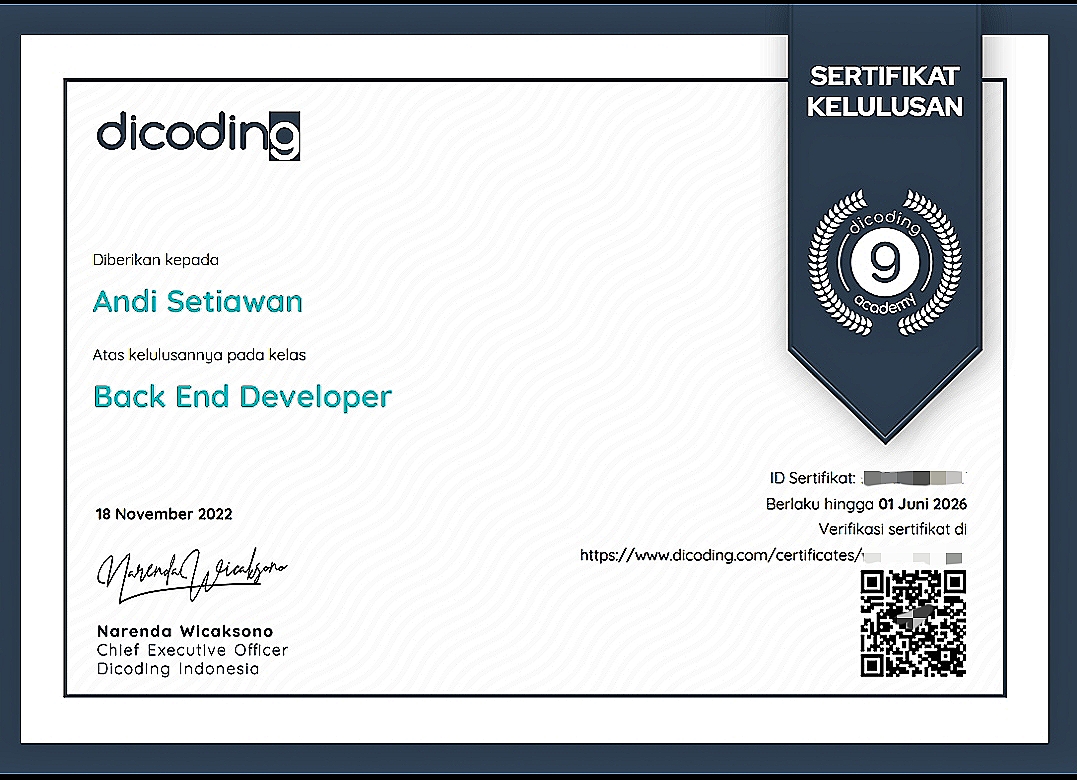 SERTIFIKAT
KELULUSAN
dicoding
dicoding
9
academy
Diberikan kepada
Andi Setiawan
Atas kelulusannya pada kelas
Back End Developer
ID Sertifikat:
Berlaku hingga 01 Juni 2026
Verifikasi sertifikat di
https://www.dicoding.com/certificates/
18 November 2022
Narenda Wicaksono
Narenda Wicaksono
Chief Executive Officer
Dicoding Indonesia